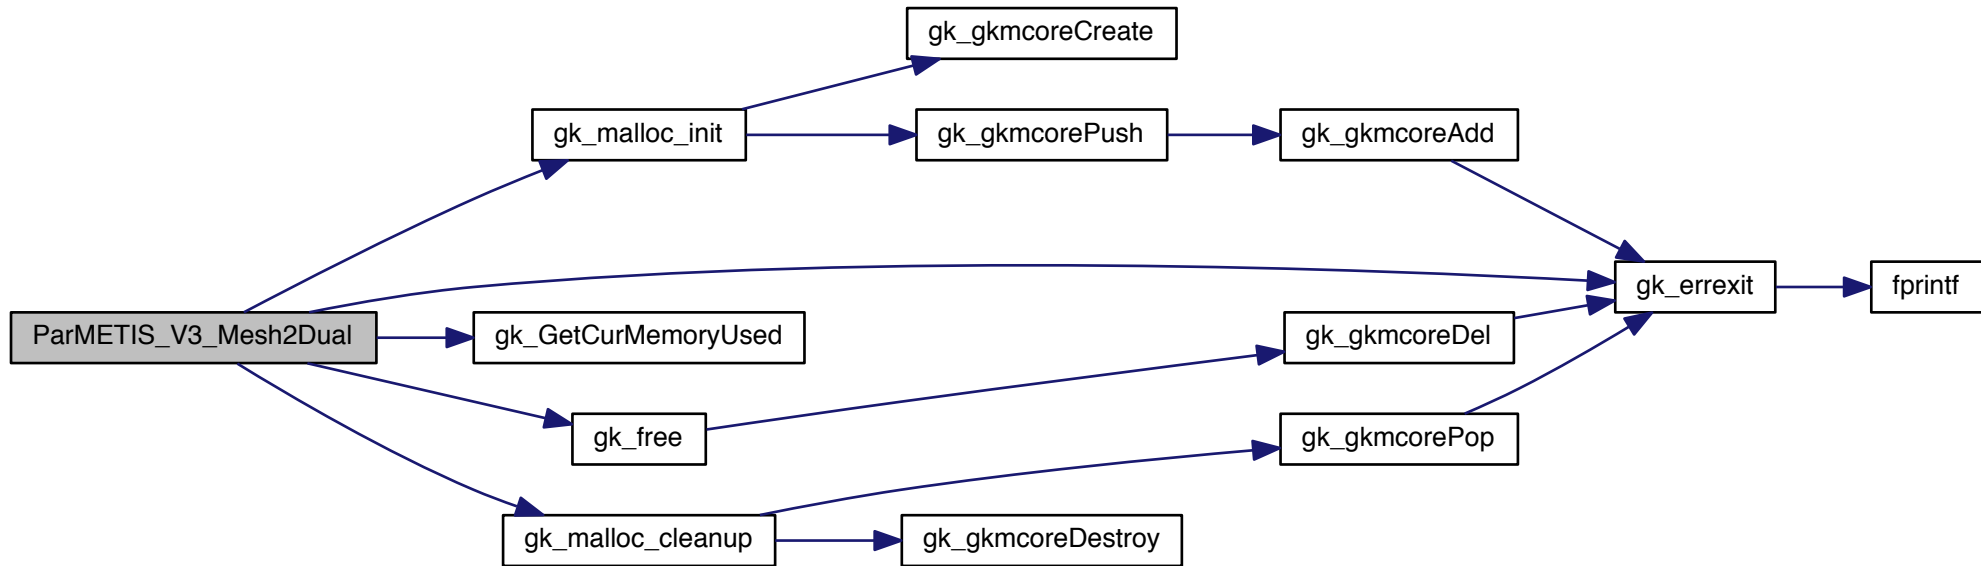 gk_gkmcoreCreate
gk_malloc_init
gk_gkmcorePush
gk_gkmcoreAdd
gk_errexit
fprintf
ParMETIS_V3_Mesh2Dual
gk_GetCurMemoryUsed
gk_gkmcoreDel
gk_free
gk_gkmcorePop
gk_malloc_cleanup
gk_gkmcoreDestroy